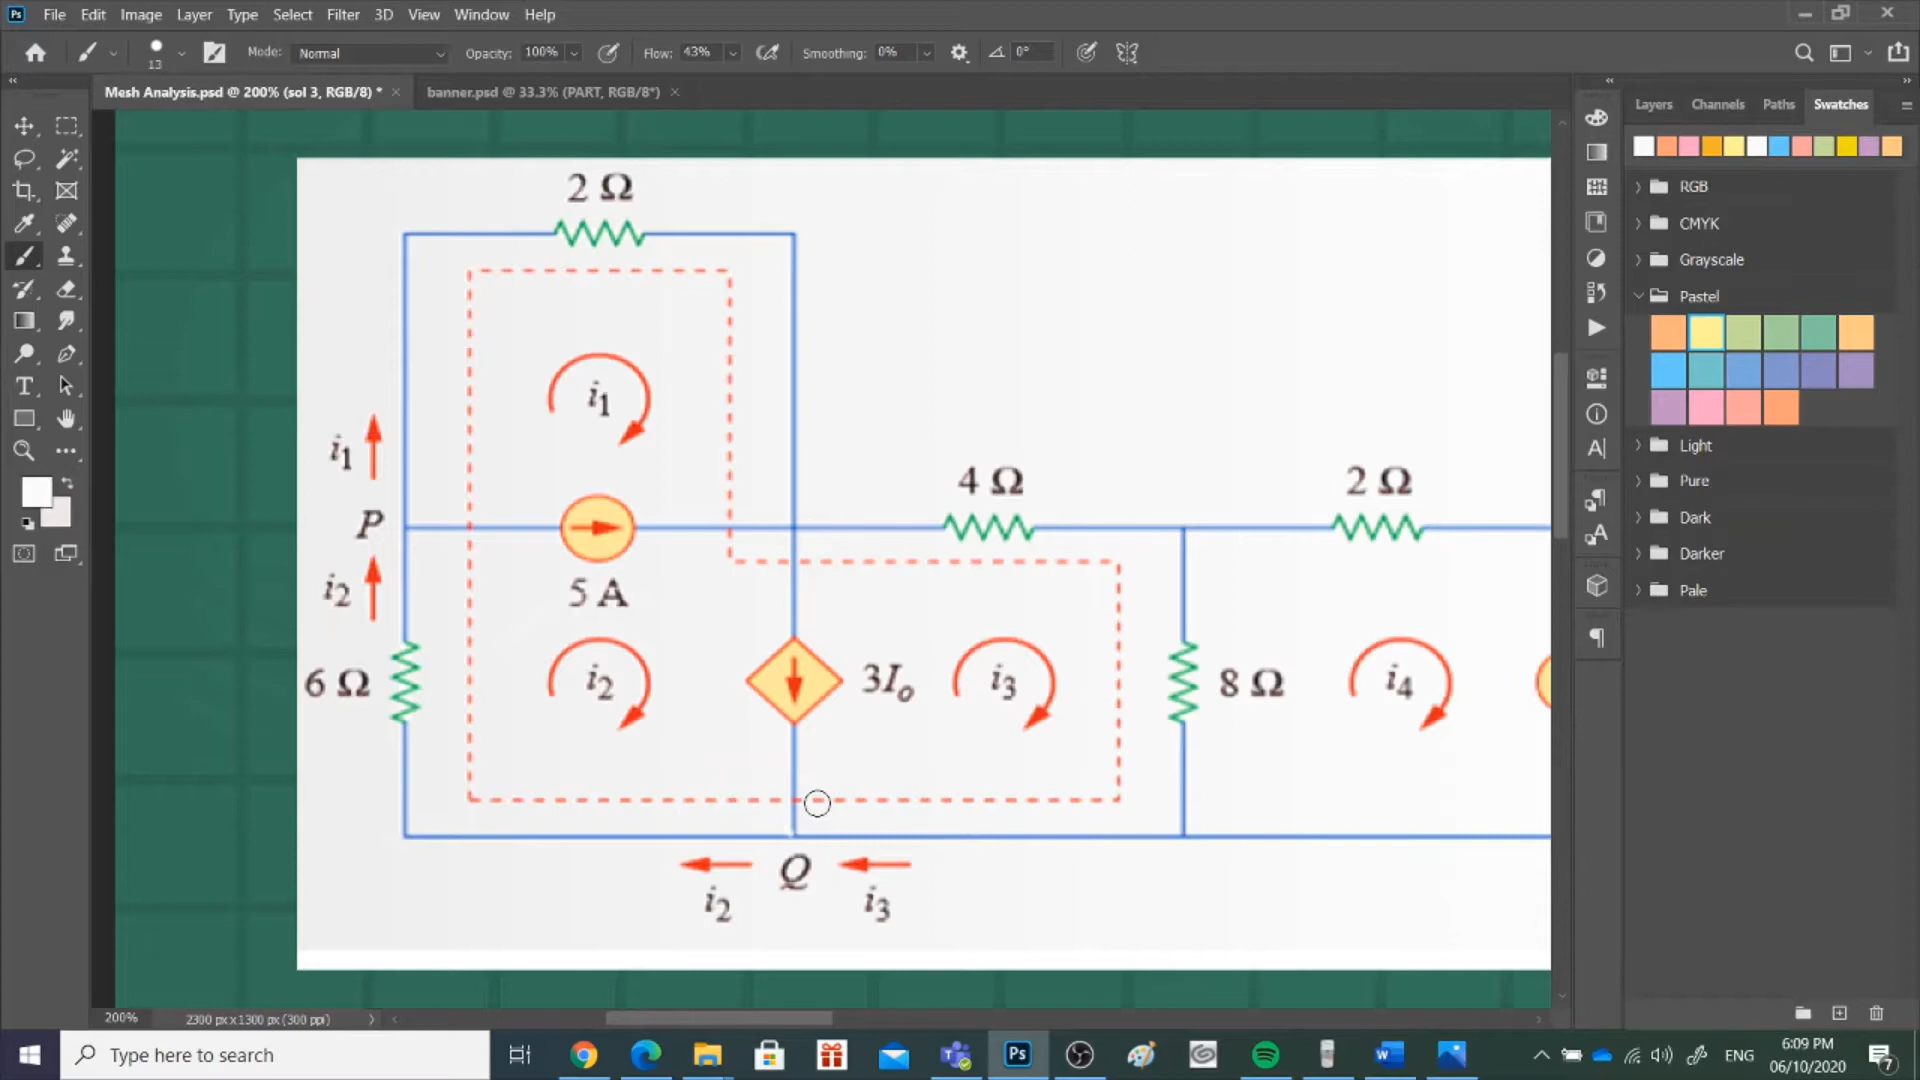 Ps File Edit Image Layer Type Select Filter 3D View Window Help
13 Mode: Normal Opacity: 100% Flow: 43% Smoothing: 0% 0°
Mesh Analysis.psd @ 200% (sol 3, RGB/8) * × banner.psd @ 33.3% (PART, RGB/8*) ×
Layers Channels Paths Swatches
RGB
CMYK
Grayscale
Pastel
Light
Pure
Dark
Darker
Pale
2 Ω
i1
i1
4 Ω 2 Ω
P
i2 5 A
6 Ω i2 3Io i3 8 Ω i4
Q
i2 i3
200% 2300 px x 1300 px (300 ppi)
Type here to search
ENG
6:09 PM
06/10/2020
7